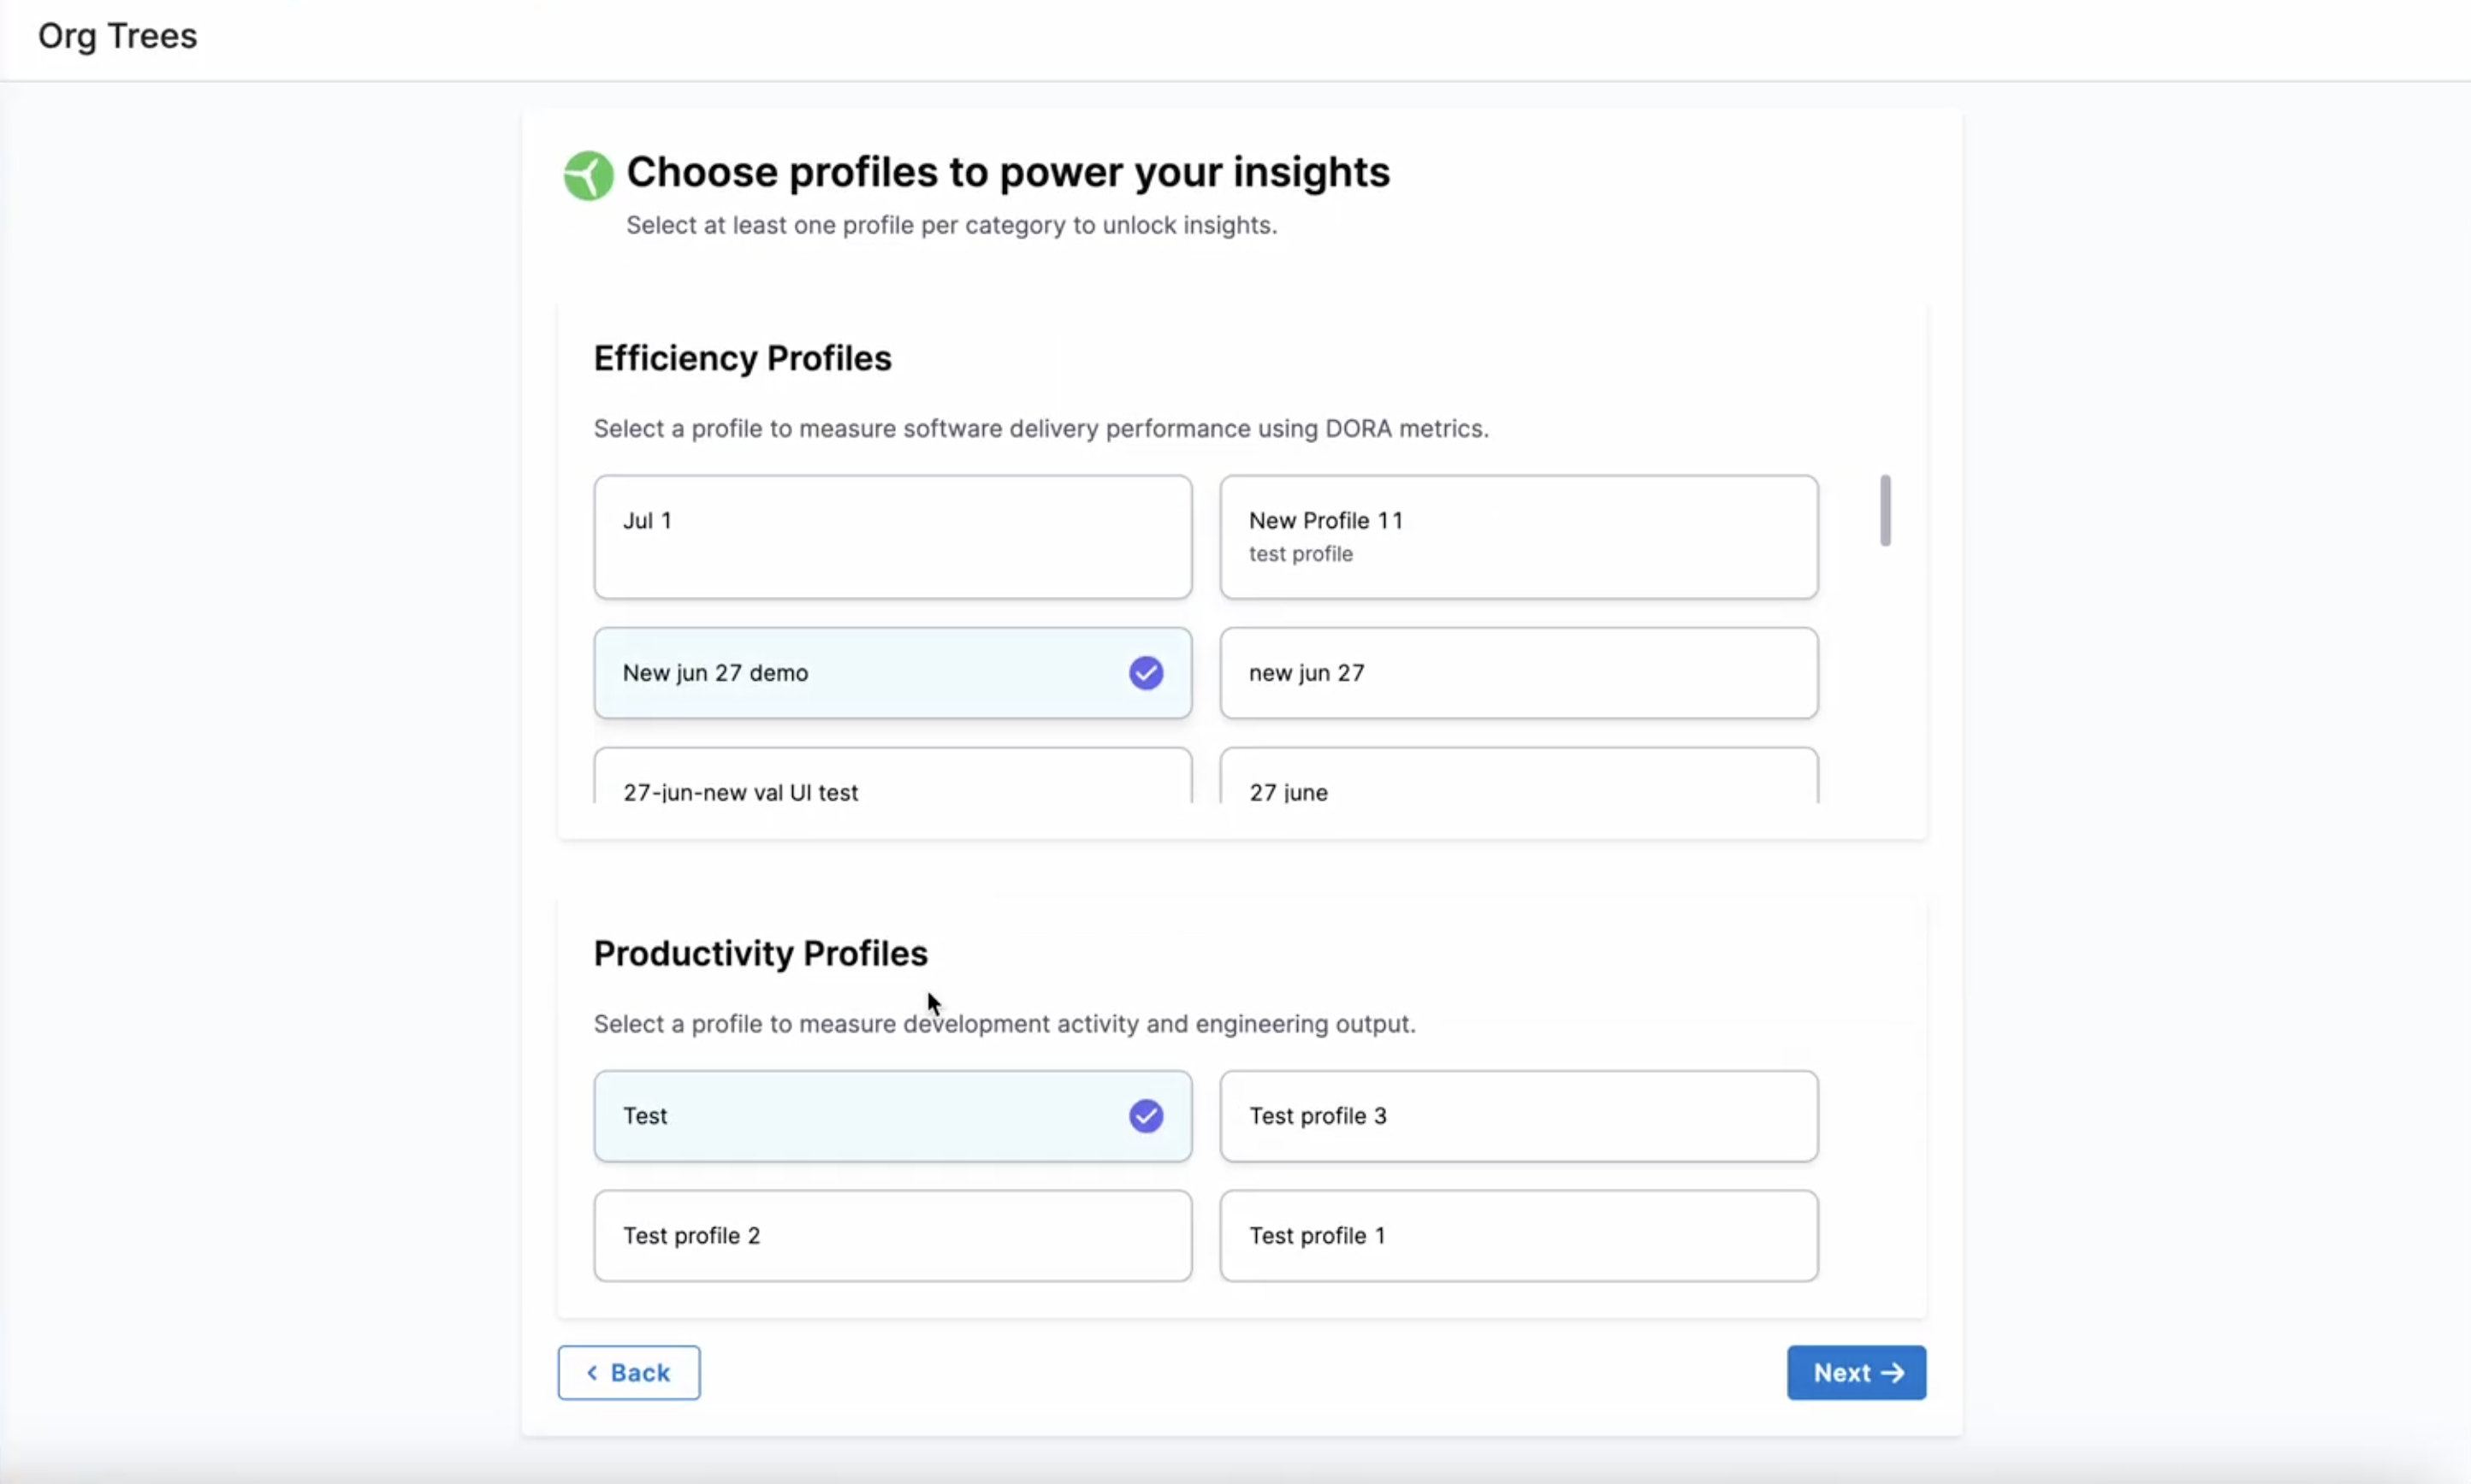 Org Trees
Choose profiles to power your insights
Select at least one profile per category to unlock insights.
Efficiency Profiles
Select a profile to measure software delivery performance using DORA metrics.
Jul 1
New Profile 11
test profile
New jun 27 demo
new jun 27
27-jun-new val UI test
27 june
Productivity Profiles
Select a profile to measure development activity and engineering output.
Test
Test profile 3
Test profile 2
Test profile 1
Back
Next